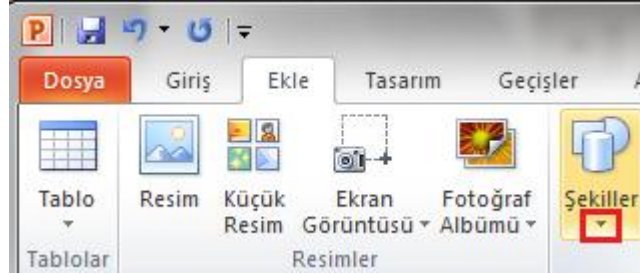 P
Dosya Giriş Ekle Tasarım Geçişler
Tablo Resim Küçük Resim Ekran Görüntüsü Fotoğraf Albümü Şekiller
Tablolar Resimler